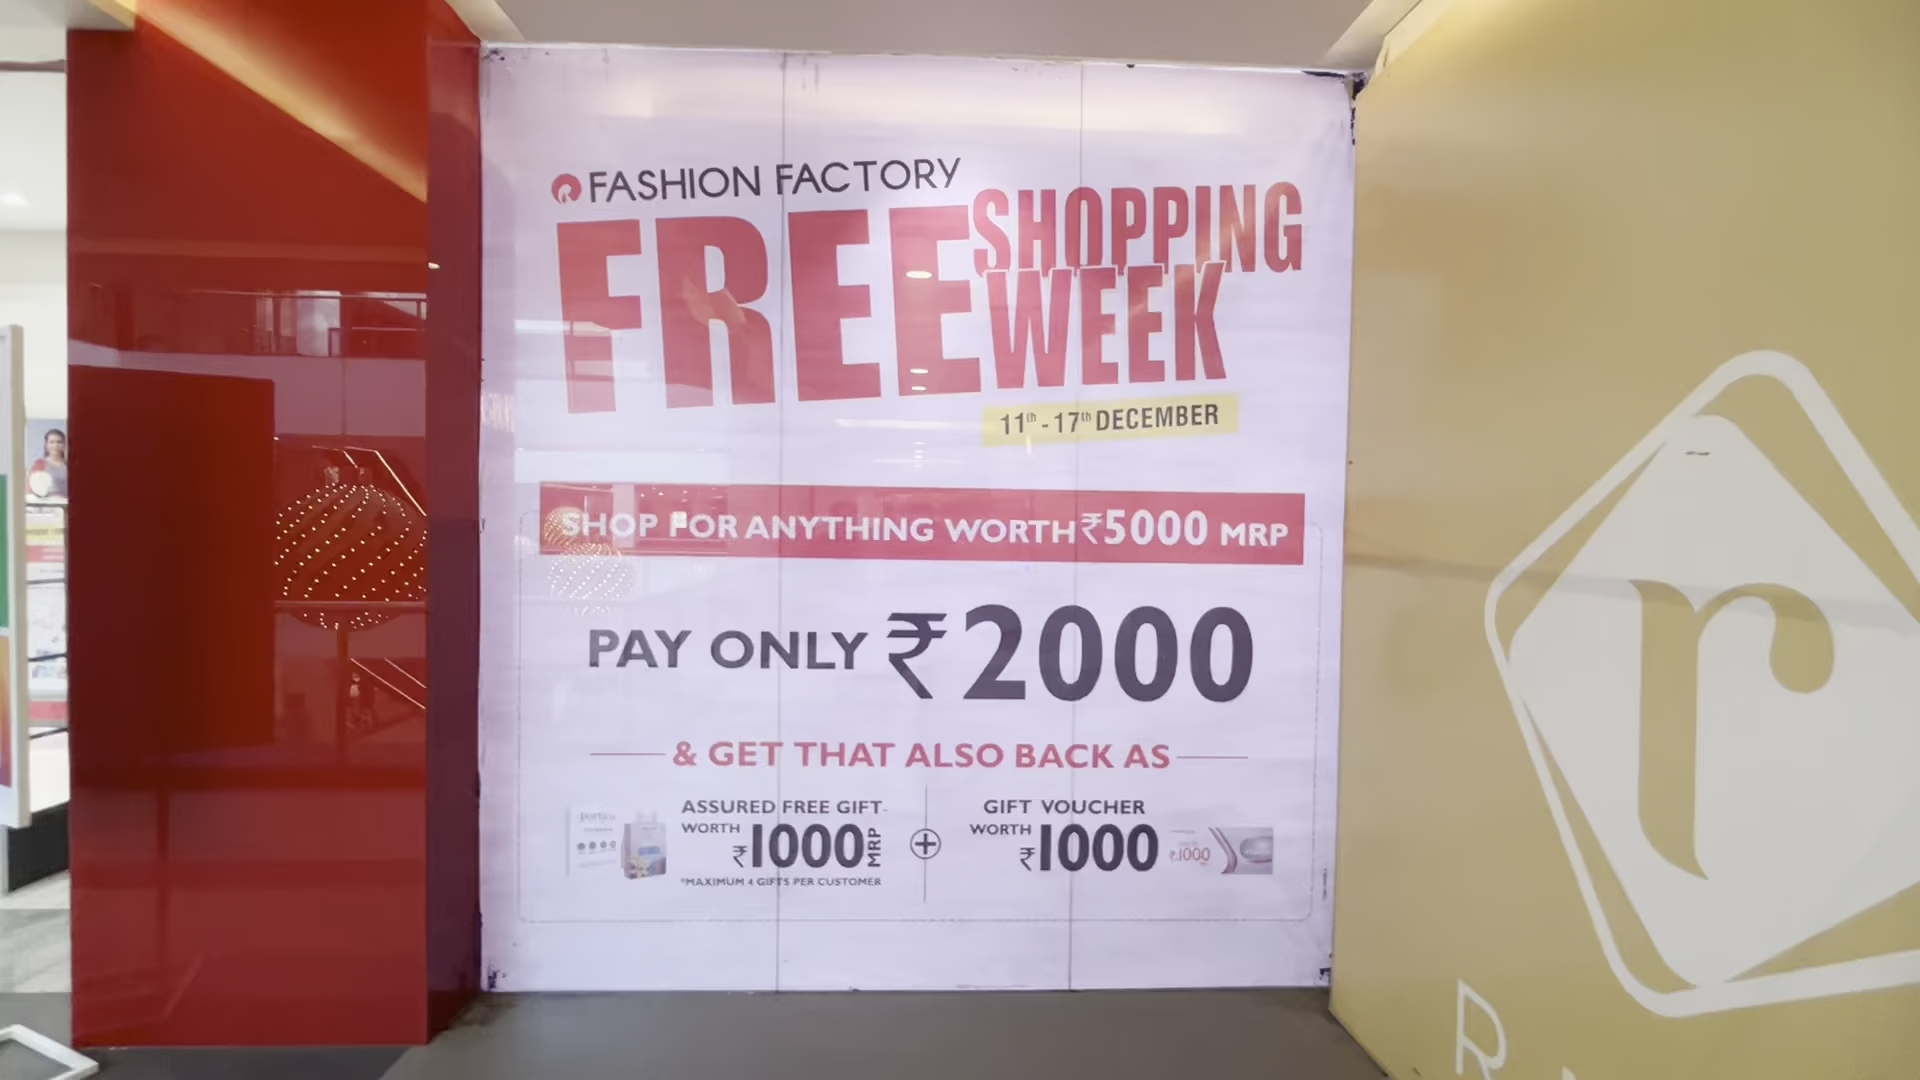 FASHION FACTORY
FREE SHOPPING
WEEK
11th - 17th DECEMBER
SHOP FOR ANYTHING WORTH ₹5000 MRP
PAY ONLY ₹2000
& GET THAT ALSO BACK AS
ASSURED FREE GIFT
WORTH ₹1000 MRP
*MAXIMUM 4 GIFTS PER CUSTOMER
+
GIFT VOUCHER
WORTH ₹1000
₹1000
r
R